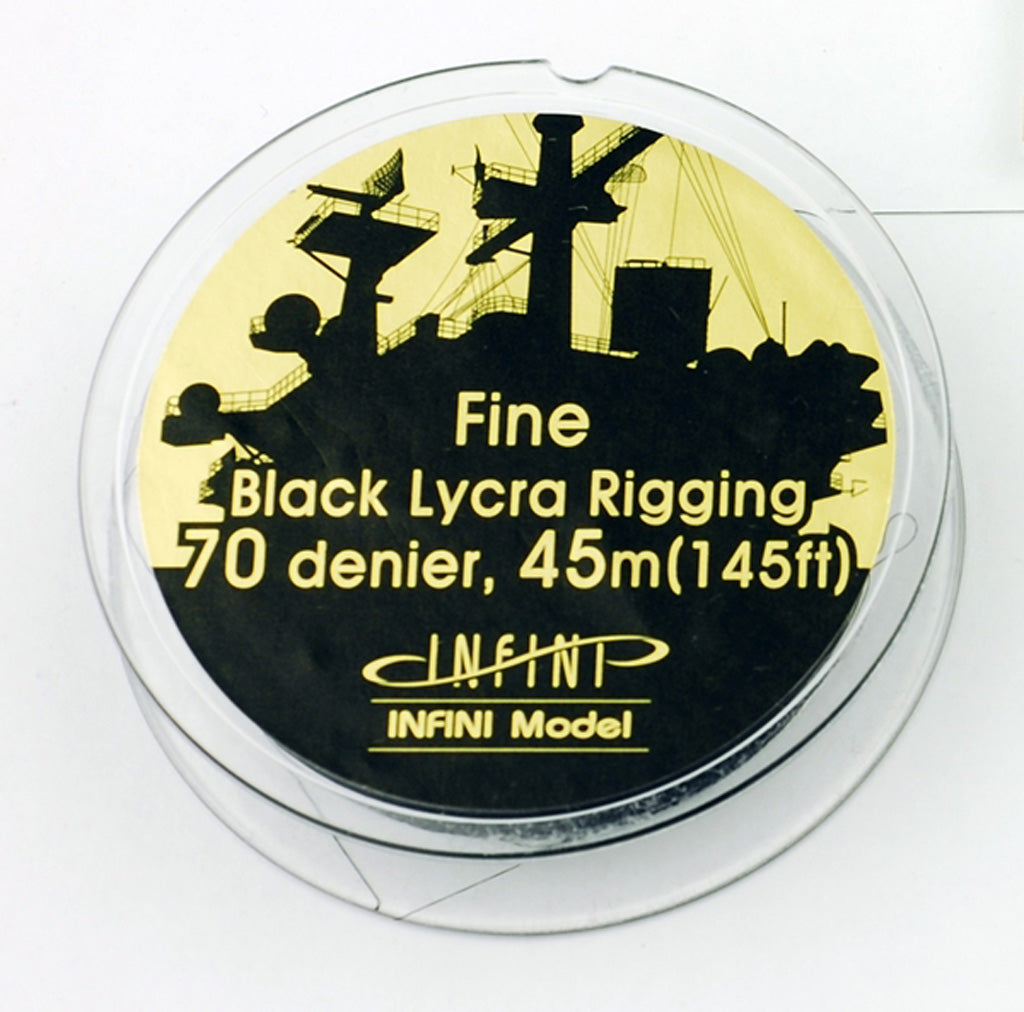 Fine
Black Lycra Rigging
70 denier, 45m(145ft)
INFINI
INFINI Model